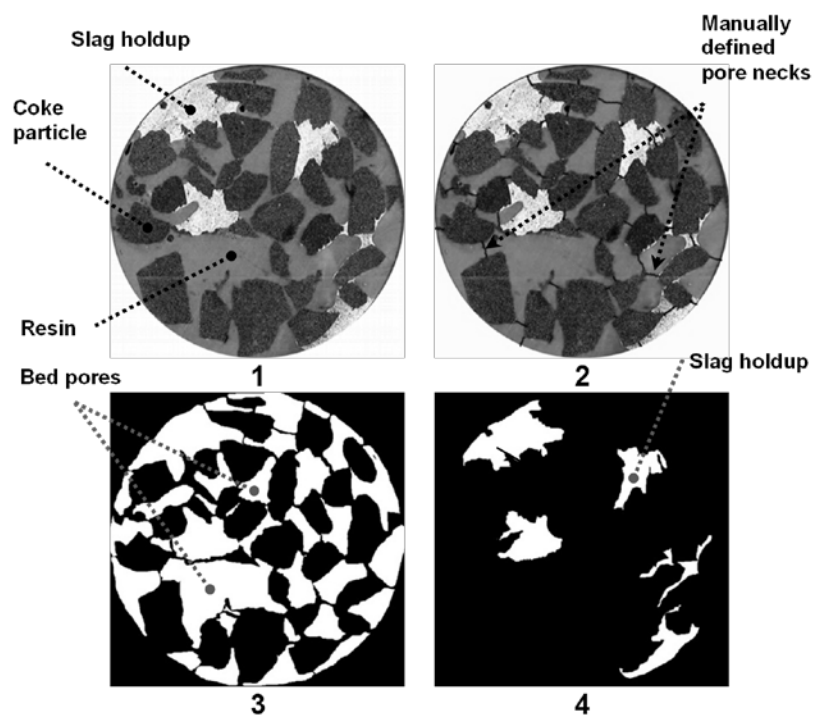 Slag holdup
Manually
defined
pore necks
Coke
particle
Resin
1
2
Bed pores
Slag holdup
3
4